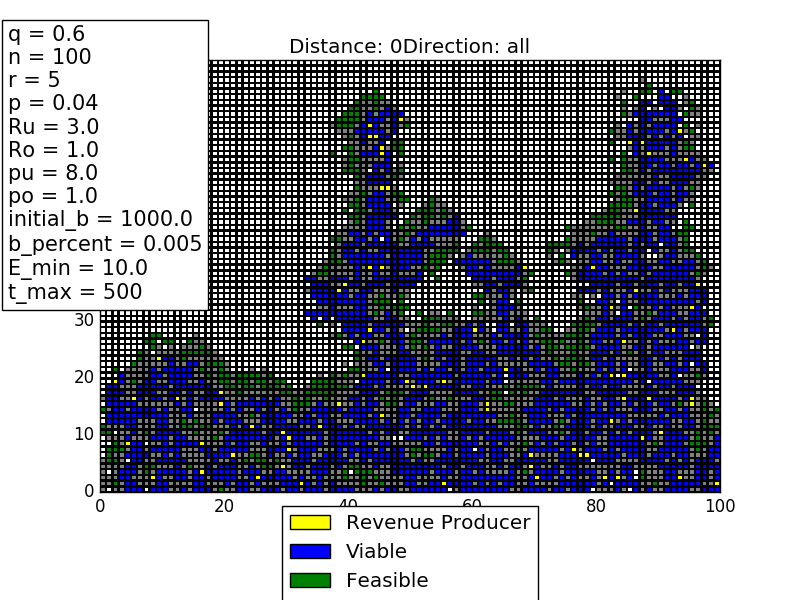 Distance: 0Direction: all
q = 0.6
n = 100
r = 5
p = 0.04
Ru = 3.0
Ro = 1.0
pu = 8.0
po = 1.0
initial_b = 1000.0
b_percent = 0.005
E_min = 10.0
t_max = 500
30
20
10
0
0 20 40 60 80 100
Revenue Producer
Viable
Feasible